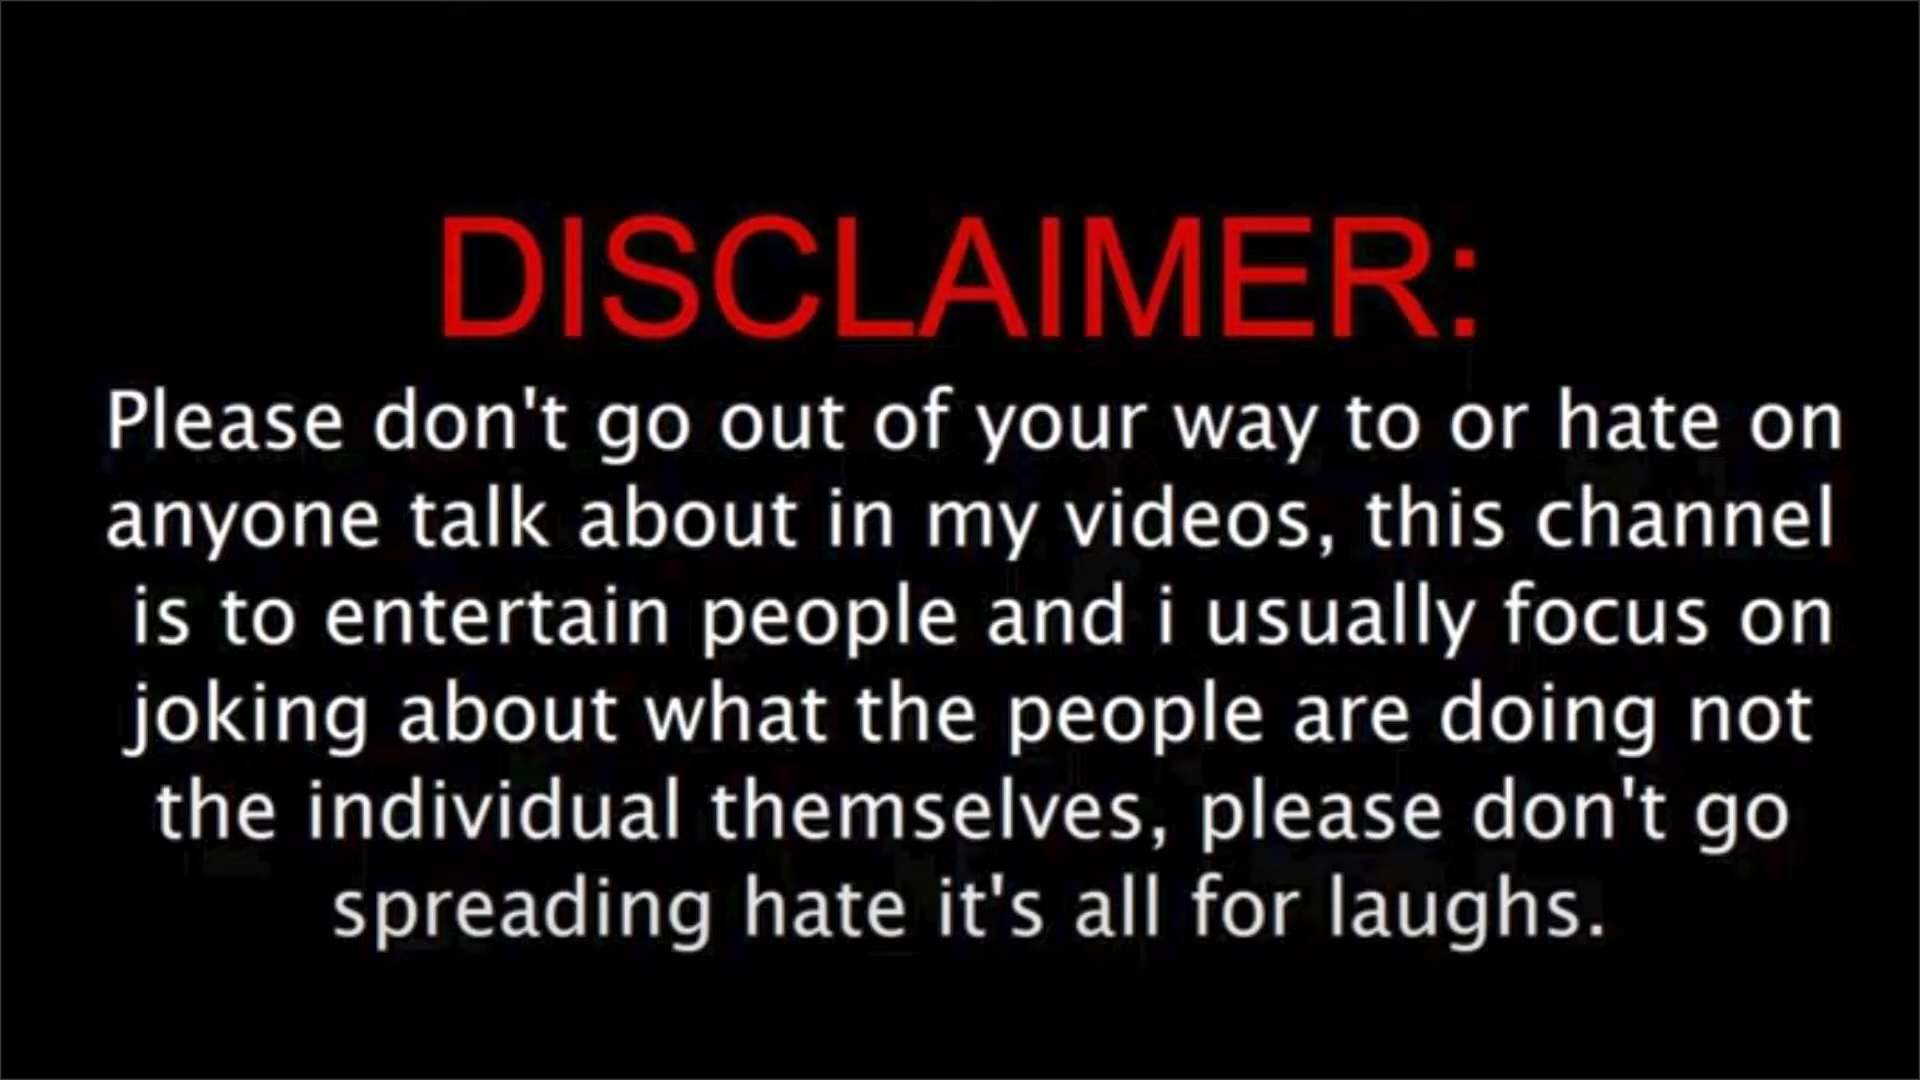 DISCLAIMER:
Please don't go out of your way to or hate on
anyone talk about in my videos, this channel
is to entertain people and i usually focus on
joking about what the people are doing not
the individual themselves, please don't go
spreading hate it's all for laughs.